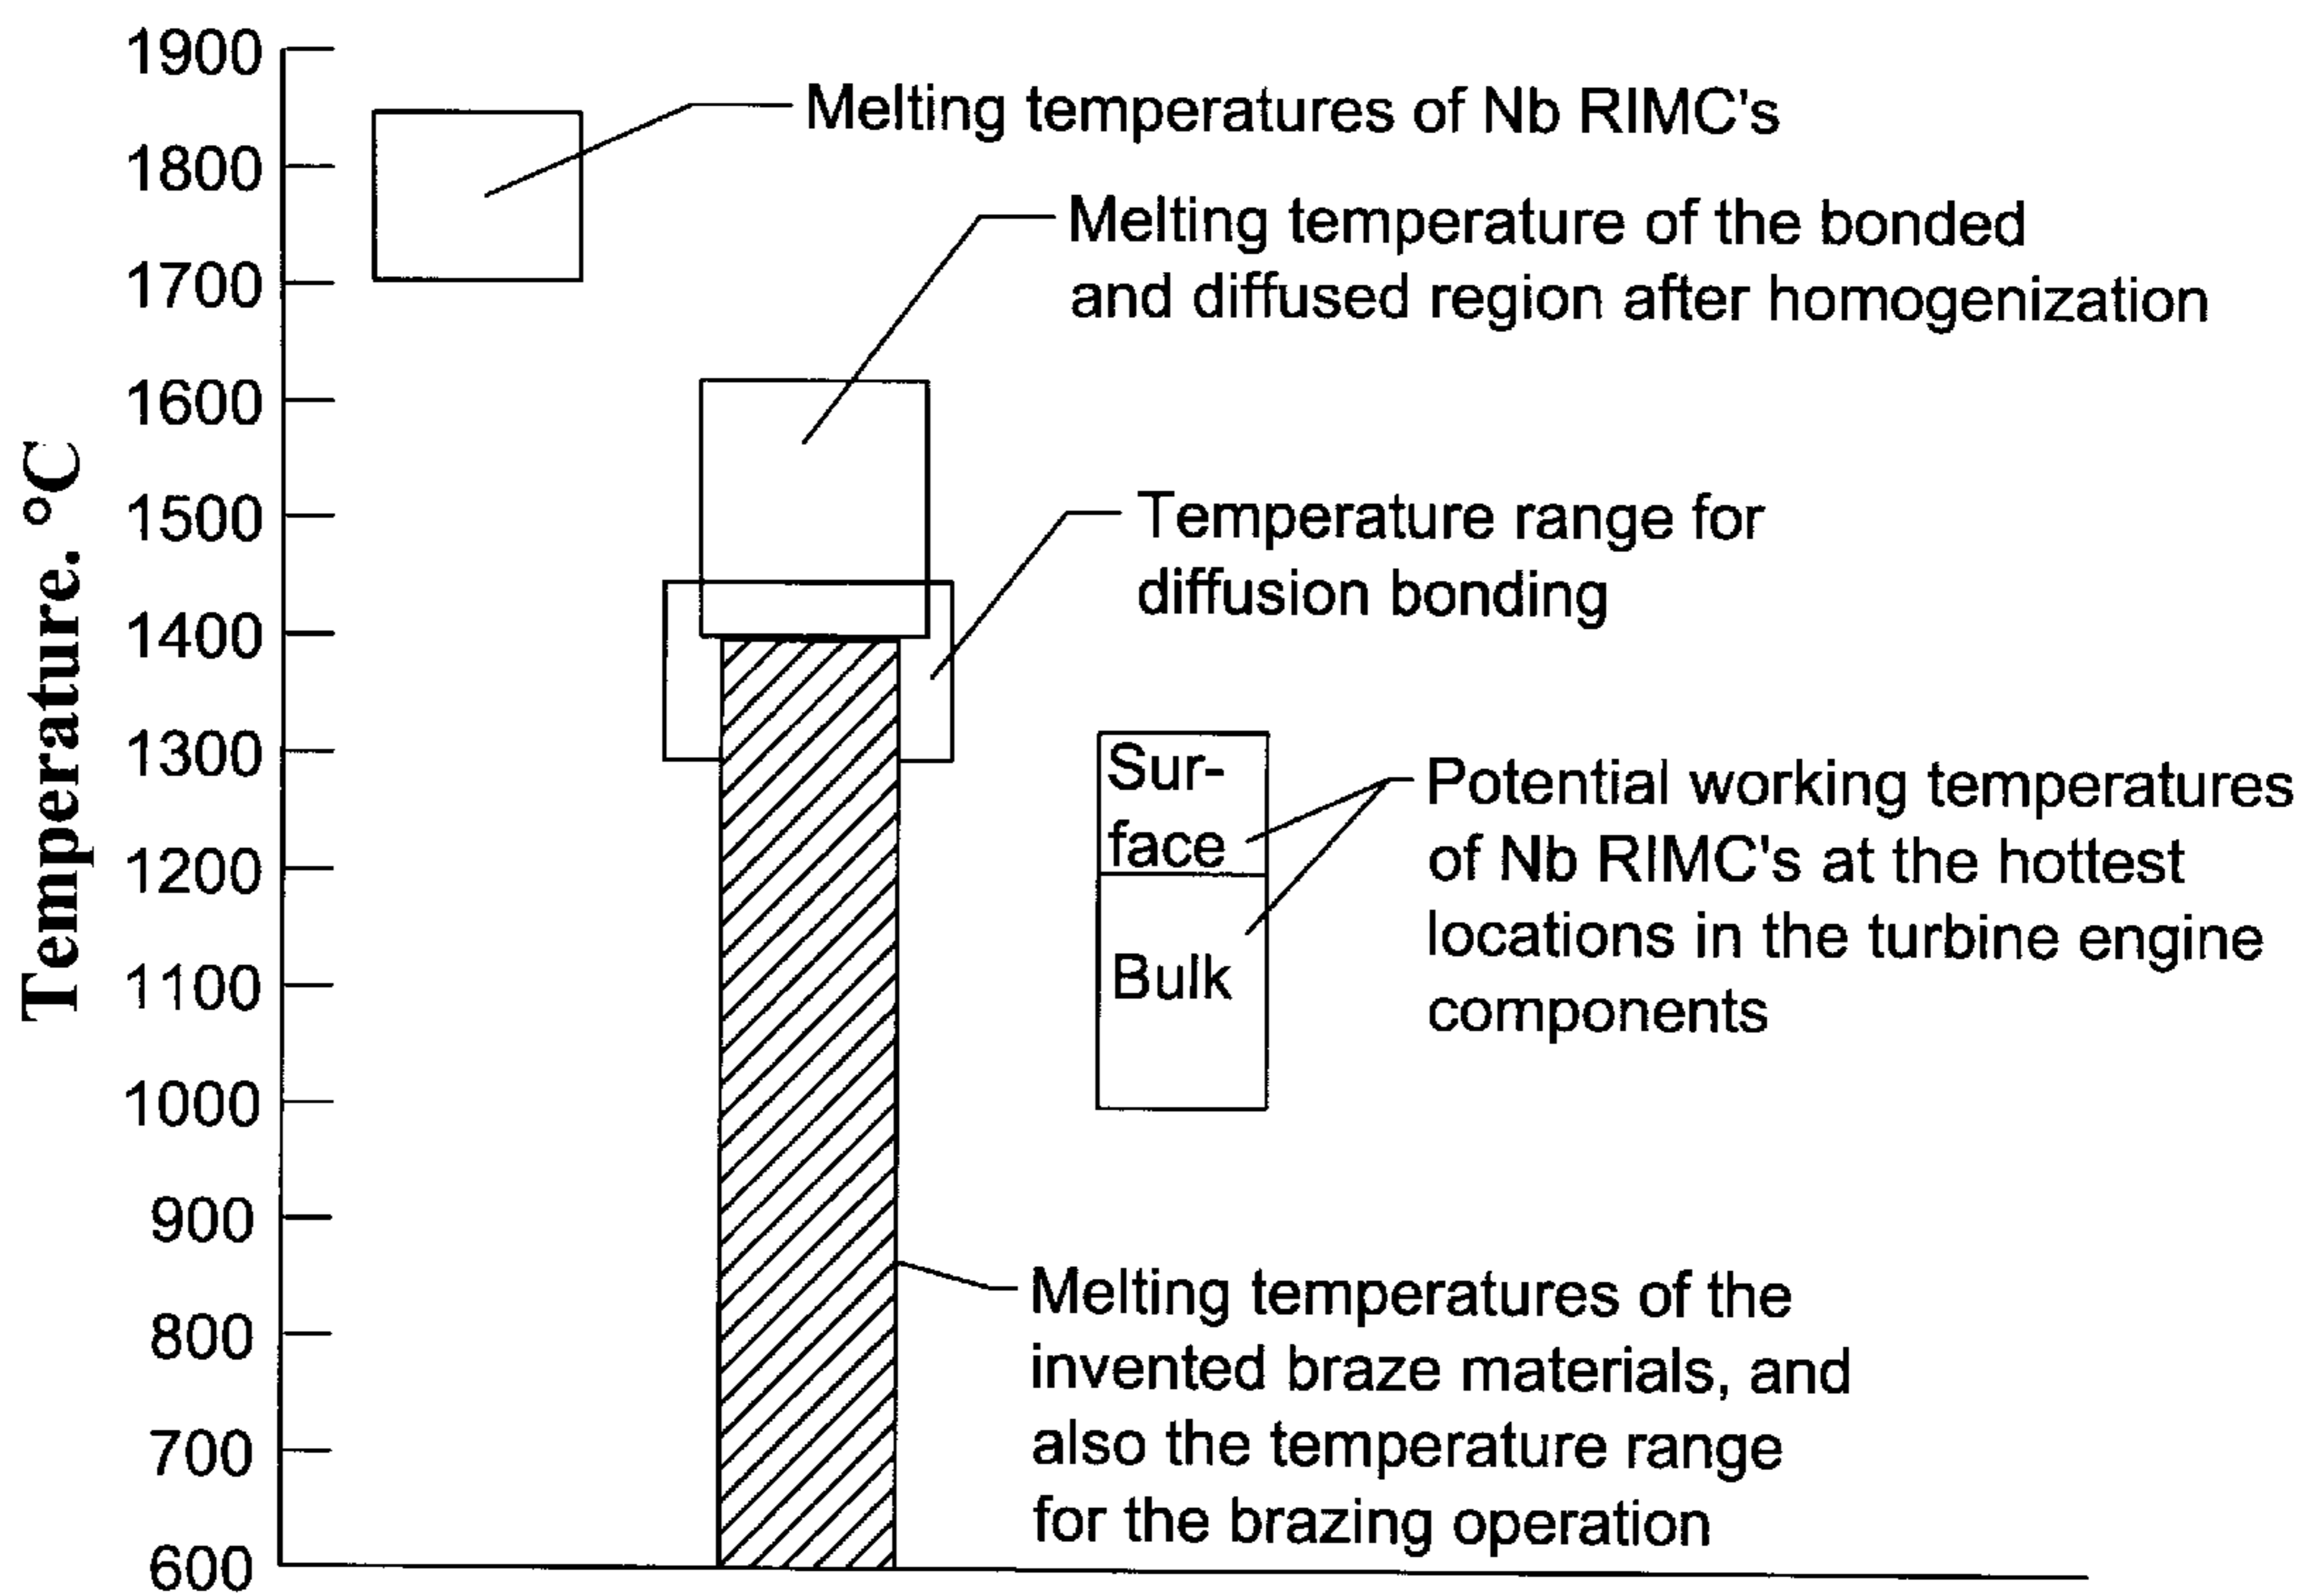 1900
1800
1700
1600
1500
1400
1300
1200
1100
1000
900
800
700
600
Temperature. °C
Melting temperatures of Nb RIMC's
Melting temperature of the bonded
and diffused region after homogenization
Temperature range for
diffusion bonding
Sur-
face
Bulk
Potential working temperatures
of Nb RIMC's at the hottest
locations in the turbine engine
components
Melting temperatures of the
invented braze materials, and
also the temperature range
for the brazing operation